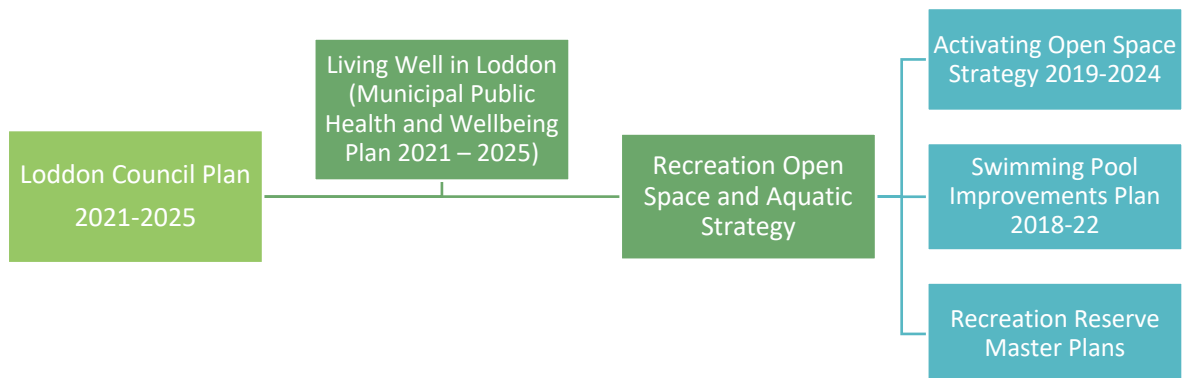 Loddon Council Plan
2021-2025
Living Well in Loddon
(Municipal Public
Health and Wellbeing
Plan 2021 – 2025)
Recreation Open
Space and Aquatic
Strategy
Activating Open Space
Strategy 2019-2024
Swimming Pool
Improvements Plan
2018-22
Recreation Reserve
Master Plans